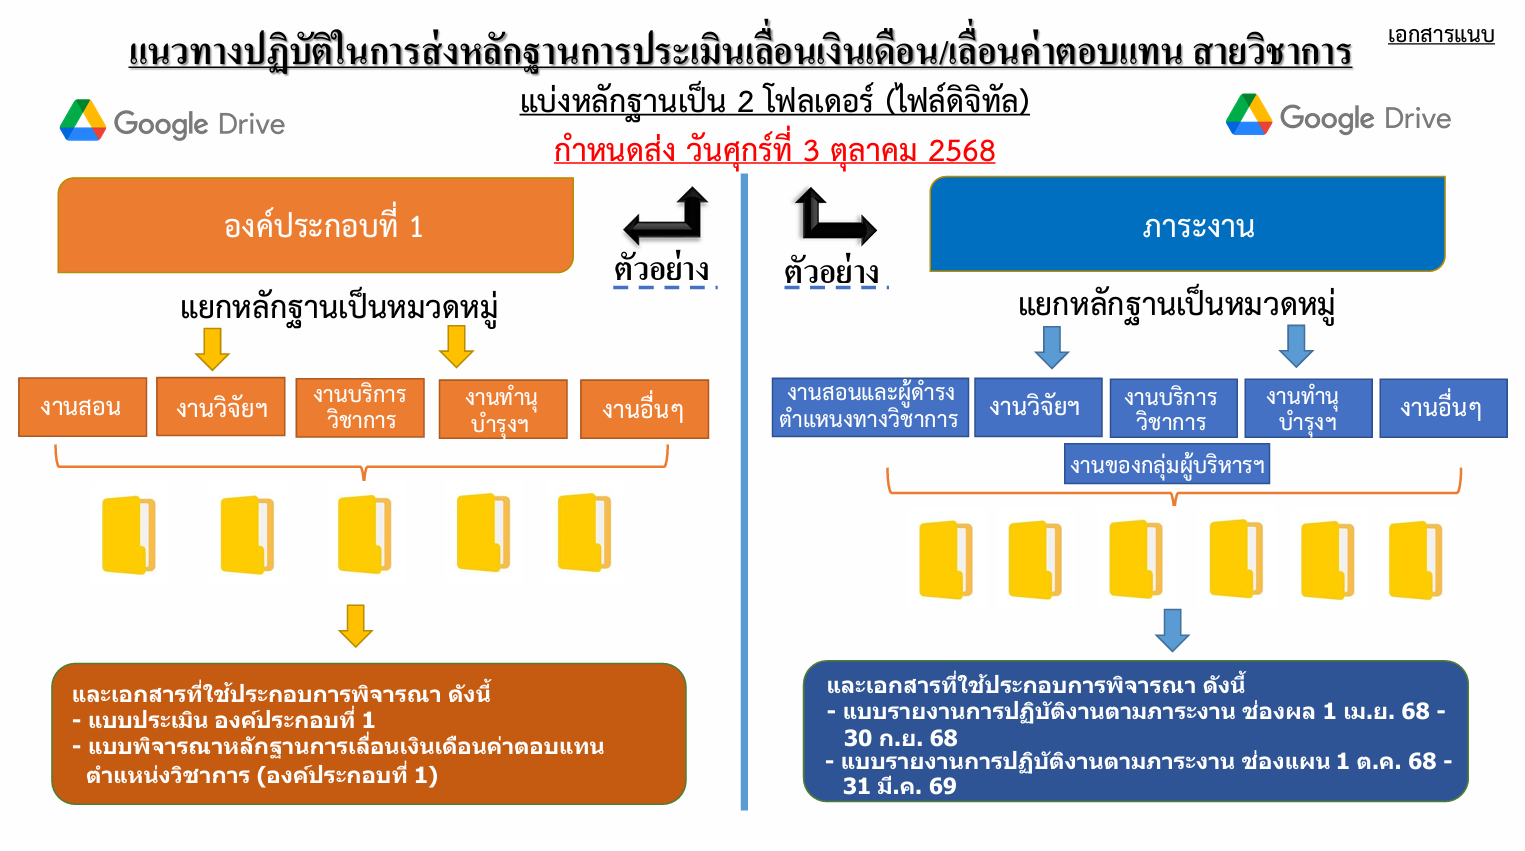 เอกสารแนบ
แนวทางปฏิบัติในการส่งหลักฐานการประเมินเลื่อนเงินเดือน/เลื่อนค่าตอบแทน สายวิชาการ
แบ่งหลักฐานเป็น 2 โฟลเดอร์ (ไฟล์ดิจิทัล)
Google Drive
Google Drive
กำหนดส่ง วันศุกร์ที่ 3 ตุลาคม 2568
องค์ประกอบที่ 1
ตัวอย่าง
แยกหลักฐานเป็นหมวดหมู่
งานสอน
งานวิจัยฯ
งานบริการ
วิชาการ
งานทำนุ
บำรุงฯ
งานอื่นๆ
และเอกสารที่ใช้ประกอบการพิจารณา ดังนี้
- แบบประเมิน องค์ประกอบที่ 1
- แบบพิจารณาหลักฐานการเลื่อนเงินเดือนค่าตอบแทน
ตำแหน่งวิชาการ (องค์ประกอบที่ 1)
ตัวอย่าง
ภาระงาน
แยกหลักฐานเป็นหมวดหมู่
งานสอนและผู้ดำรง
ตำแหนงทางวิชาการ
งานวิจัยฯ
งานบริการ
วิชาการ
งานทำนุ
บำรุงฯ
งานอื่นๆ
งานของกลุ่มผู้บริหารฯ
และเอกสารที่ใช้ประกอบการพิจารณา ดังนี้
- แบบรายงานการปฏิบัติงานตามภาระงาน ช่องผล 1 เม.ย. 68 -
30 ก.ย. 68
- แบบรายงานการปฏิบัติงานตามภาระงาน ช่องแผน 1 ต.ค. 68 -
31 มี.ค. 69